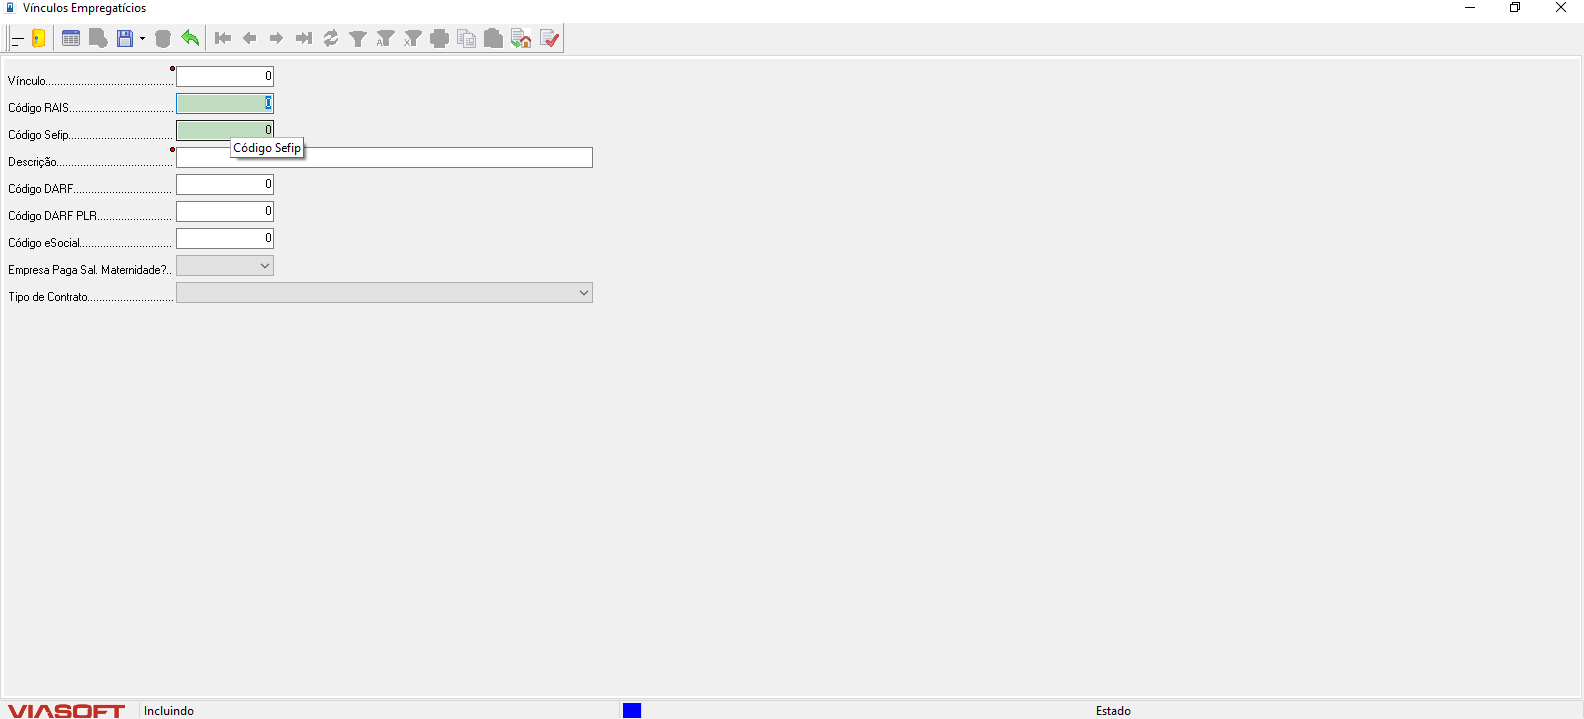 Vínculos Empregatícios
Vínculo........................................... 0
Código RAIS................................... 0
Código Sefip................................... 0
Código Sefip
Descrição.......................................
Código DARF................................. 0
Código DARF PLR......................... 0
Código eSocial............................... 0
Empresa Paga Sal. Maternidade?..
Tipo de Contrato.............................
VIASOFT Incluindo Estado